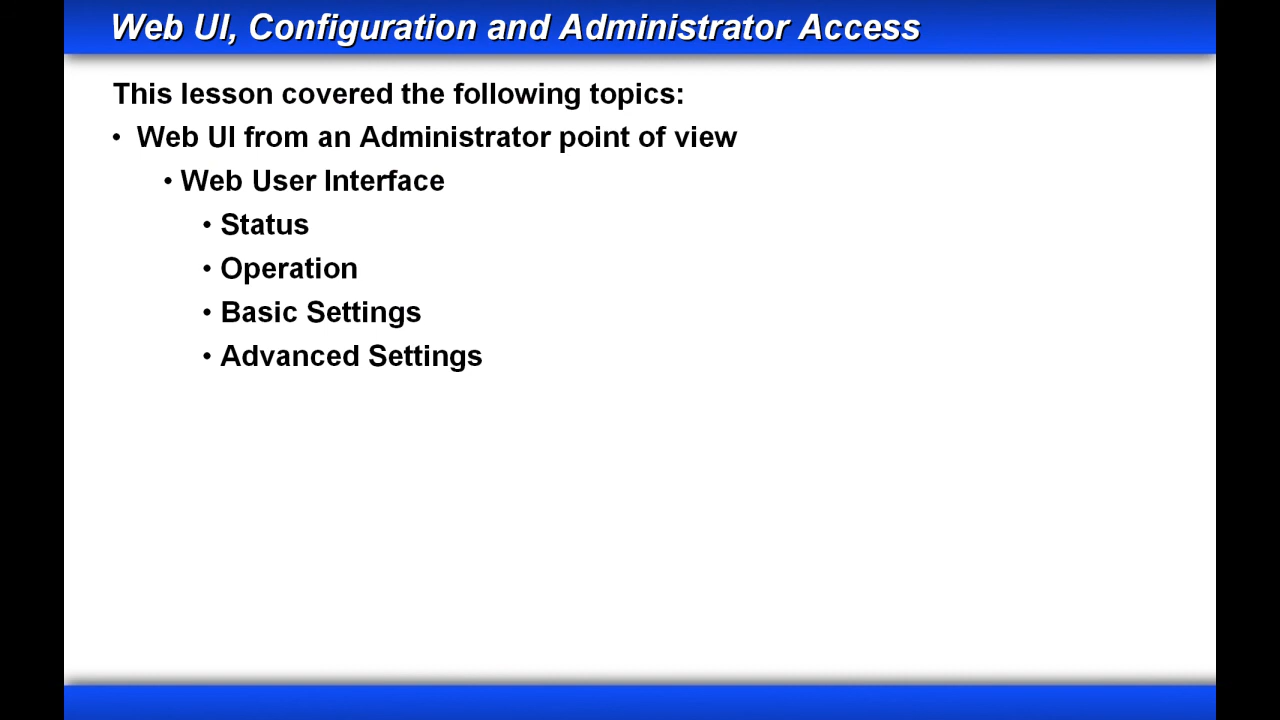 Web UI, Configuration and Administrator Access
This lesson covered the following topics:
• Web UI from an Administrator point of view
• Web User Interface
• Status
• Operation
• Basic Settings
• Advanced Settings